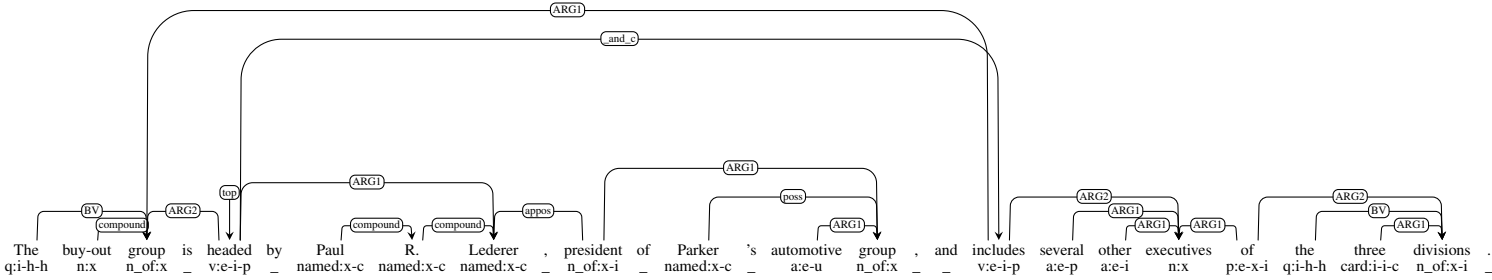 ARG1
_and_c
ARG1
top ARG1 poss ARG2 ARG2
BV ARG2 appos ARG1 BV
compound compound compound ARG1 ARG1 ARG1 ARG1
The buy-out group is headed by Paul R. Lederer , president of Parker 's automotive group , and includes several other executives of the three divisions .
q:i-h-h n:x n_of:x _ v:e-i-p _ named:x-c named:x-c named:x-c _ n_of:x-i _ named:x-c _ a:e-u n_of:x _ _ v:e-i-p a:e-p a:e-i n:x p:e-x-i q:i-h-h card:i-i-c n_of:x-i _